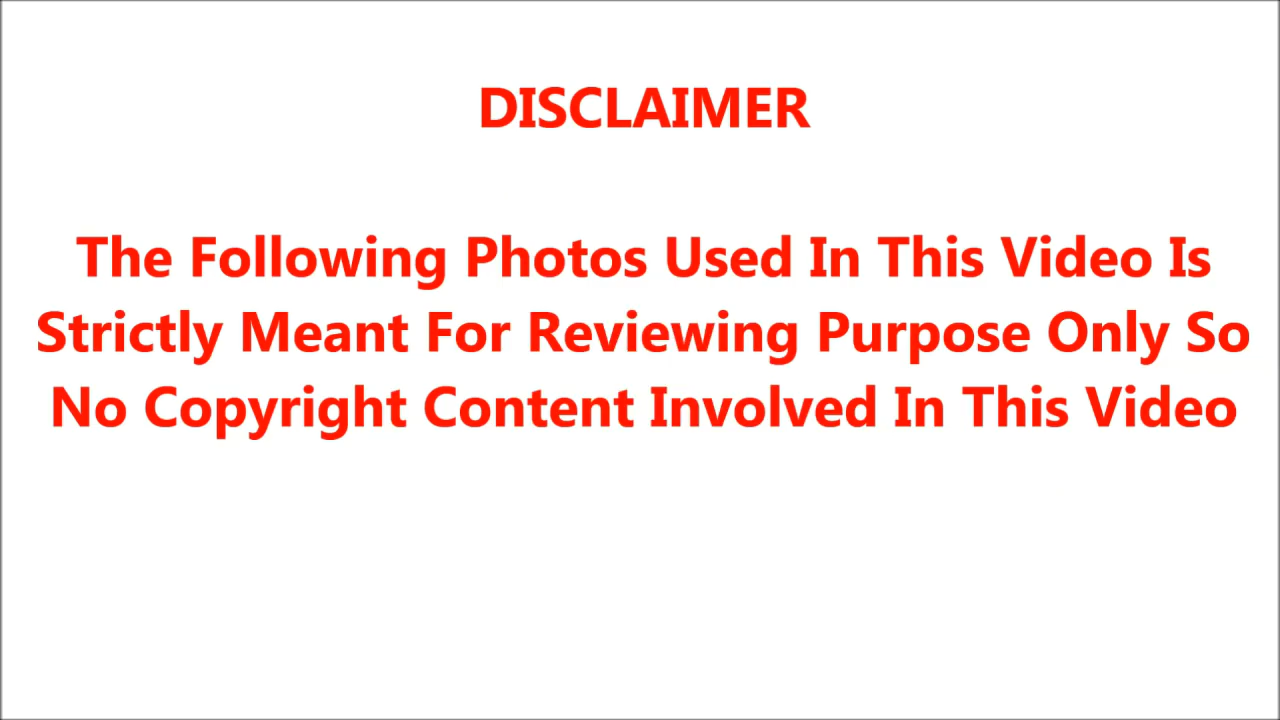 DISCLAIMER
The Following Photos Used In This Video Is
Strictly Meant For Reviewing Purpose Only So
No Copyright Content Involved In This Video